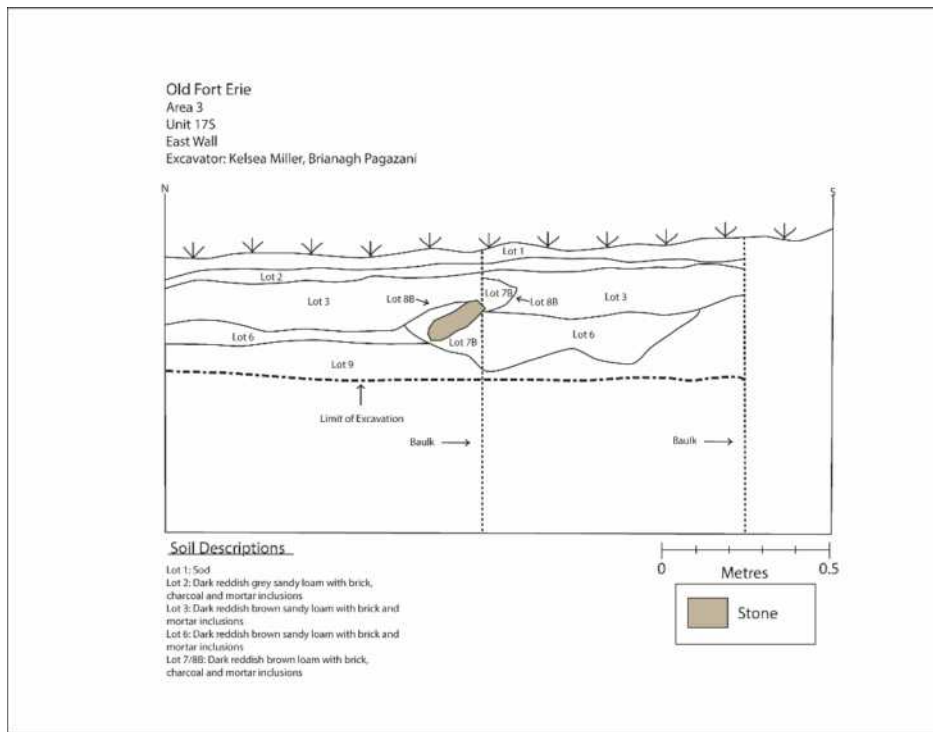 Old Fort Erie
Area 3
Unit 17S
East Wall
Excavator: Kelsea Miller, Brianagh Pagazani
N
S
Lot 1
Lot 2
Lot 3
Lot 8B
Lot 7B
Lot 8B
Lot 3
Lot 6
Lot 7B
Lot 6
Lot 9
Limit of Excavation
Baulk
Baulk
Soil Descriptions
Lot 1: Sod
Lot 2: Dark reddish grey sandy loam with brick,
charcoal and mortar inclusions
Lot 3: Dark reddish brown sandy loam with brick and
mortar inclusions
Lot 6: Dark reddish brown sandy loam with brick and
mortar inclusions
Lot 7/8B: Dark reddish brown loam with brick,
charcoal and mortar inclusions
0
Metres
0.5
Stone